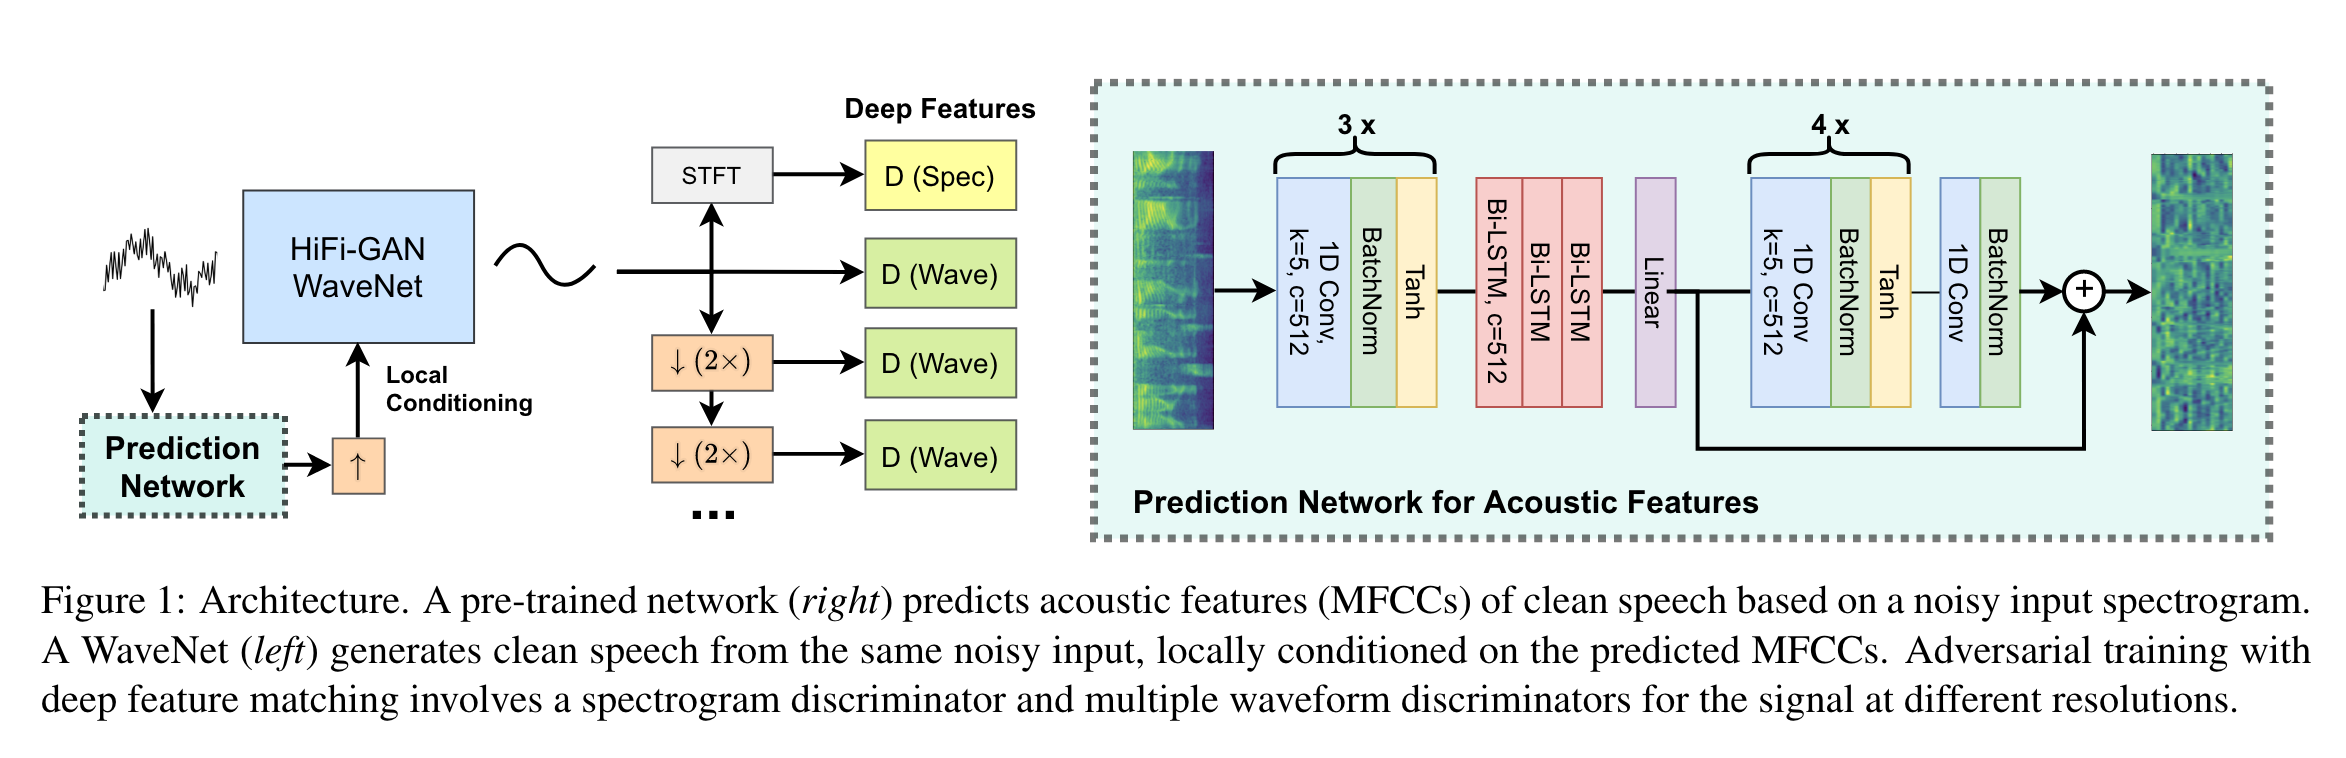 Deep Features
STFT
D (Spec)
HiFi-GAN
WaveNet
D (Wave)
↓ (2×)
D (Wave)
Local
Conditioning
↓ (2×)
D (Wave)
Prediction
Network
↑
...
3 x
4 x
1D Conv,
k=5, c=512
BatchNorm
Tanh
Bi-LSTM, c=512
Bi-LSTM
Bi-LSTM
Linear
1D Conv
k=5, c=512
BatchNorm
Tanh
1D Conv
BatchNorm
+
Prediction Network for Acoustic Features
Figure 1: Architecture. A pre-trained network (right) predicts acoustic features (MFCCs) of clean speech based on a noisy input spectrogram.
A WaveNet (left) generates clean speech from the same noisy input, locally conditioned on the predicted MFCCs. Adversarial training with
deep feature matching involves a spectrogram discriminator and multiple waveform discriminators for the signal at different resolutions.